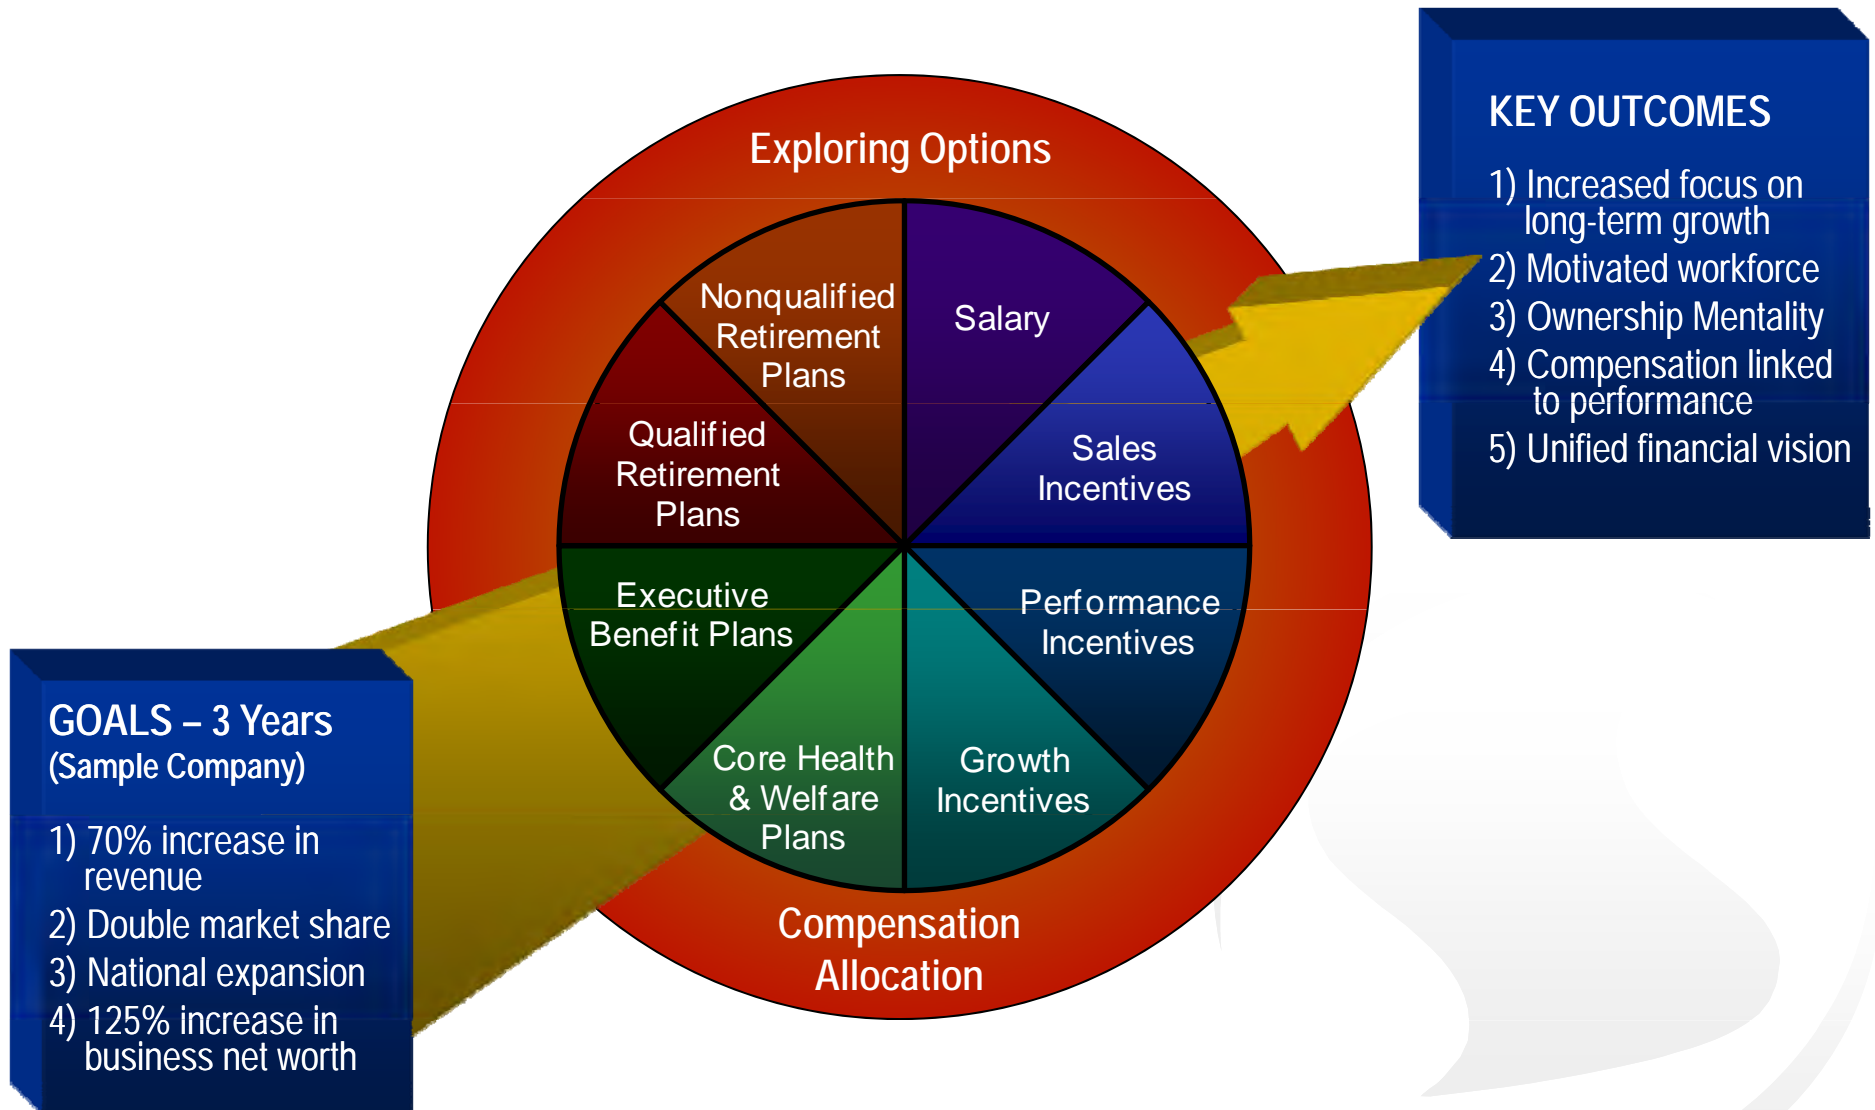 Exploring Options
Nonqualified
Retirement
Plans
Salary
Qualified
Retirement
Plans
Sales
Incentives
Executive
Benefit Plans
Performance
Incentives
Core Health
& Welfare
Plans
Growth
Incentives
Compensation
Allocation
GOALS – 3 Years
(Sample Company)
1) 70% increase in
revenue
2) Double market share
3) National expansion
4) 125% increase in
business net worth
KEY OUTCOMES
1) Increased focus on
long-term growth
2) Motivated workforce
3) Ownership Mentality
4) Compensation linked
to performance
5) Unified financial vision